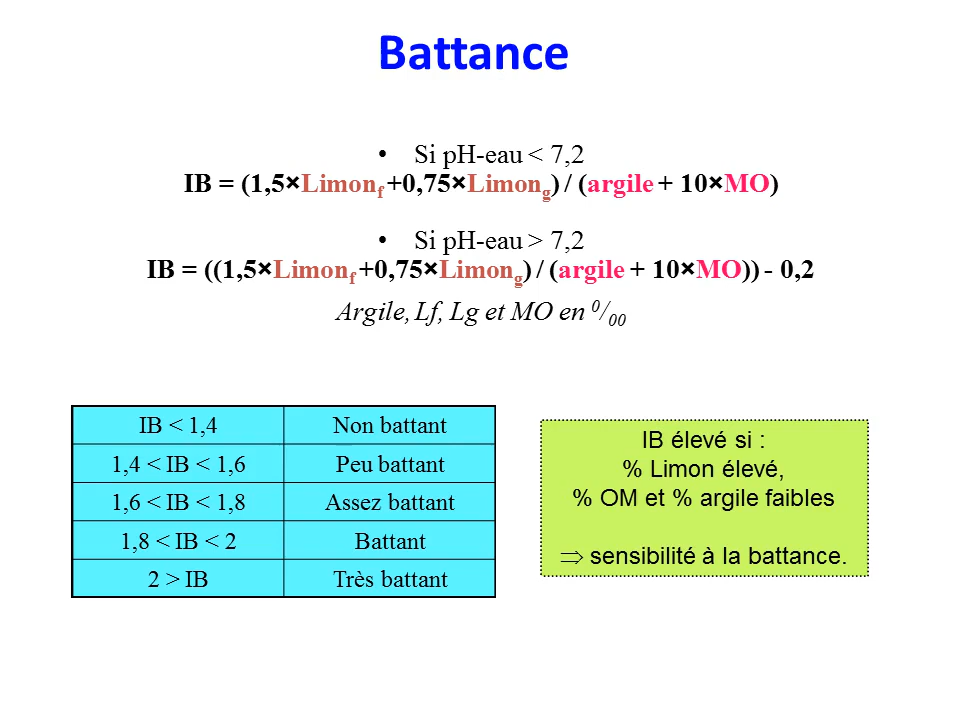 Battance
• Si pH-eau < 7,2
IB = (1,5×Limonf +0,75×Limong) / (argile + 10×MO)
• Si pH-eau > 7,2
IB = ((1,5×Limonf +0,75×Limong) / (argile + 10×MO)) - 0,2
Argile, Lf, Lg et MO en 0/00
IB < 1,4 Non battant
1,4 < IB < 1,6 Peu battant
1,6 < IB < 1,8 Assez battant
1,8 < IB < 2 Battant
2 > IB Très battant
IB élevé si :
% Limon élevé,
% OM et % argile faibles
⇒ sensibilité à la battance.